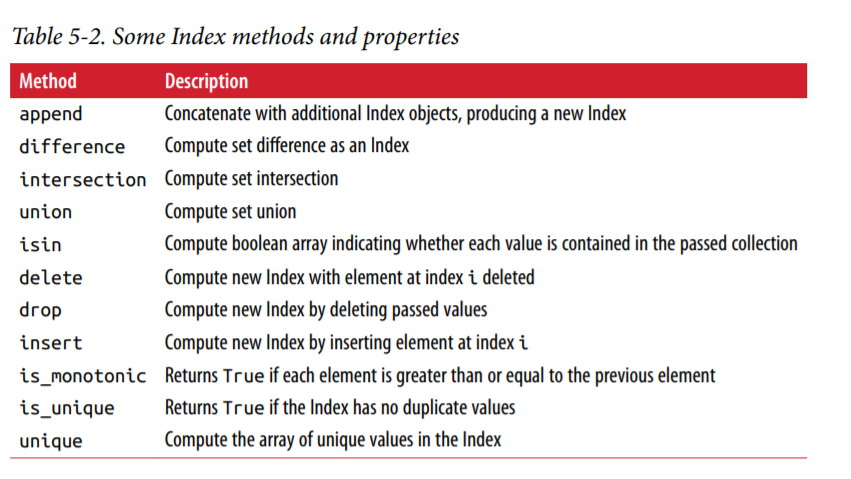 Table 5-2. Some Index methods and properties
Method Description
append Concatenate with additional Index objects, producing a new Index
difference Compute set difference as an Index
intersection Compute set intersection
union Compute set union
isin Compute boolean array indicating whether each value is contained in the passed collection
delete Compute new Index with element at index i deleted
drop Compute new Index by deleting passed values
insert Compute new Index by inserting element at index i
is_monotonic Returns True if each element is greater than or equal to the previous element
is_unique Returns True if the Index has no duplicate values
unique Compute the array of unique values in the Index